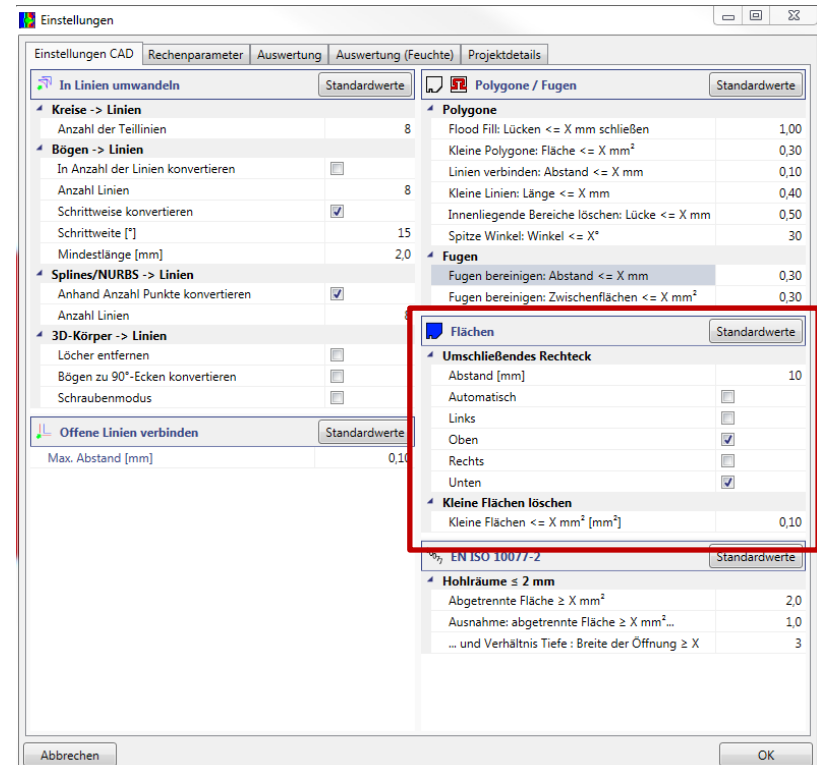 Einstellungen
Einstellungen CAD Rechenparameter Auswertung Auswertung (Feuchte) Projektdetails
In Linien umwandeln Standardwerte
Kreise -> Linien
Anzahl der Teillinien 8
Bögen -> Linien
In Anzahl der Linien konvertieren
Anzahl Linien 8
Schrittweise konvertieren
Schrittweite [°] 15
Mindestlänge [mm] 2,0
Splines/NURBS -> Linien
Anhand Anzahl Punkte konvertieren
Anzahl Linien 8
3D-Körper -> Linien
Löcher entfernen
Bögen zu 90°-Ecken konvertieren
Schraubenmodus
Offene Linien verbinden Standardwerte
Max. Abstand [mm] 0,10
Polygone / Fugen Standardwerte
Polygone
Flood Fill: Lücken <= X mm schließen 1,00
Kleine Polygone: Fläche <= X mm² 0,30
Linien verbinden: Abstand <= X mm 0,10
Kleine Linien: Länge <= X mm 0,40
Innenliegende Bereiche löschen: Lücke <= X mm 0,50
Spitze Winkel: Winkel <= X° 30
Fugen
Fugen bereinigen: Abstand <= X mm 0,30
Fugen bereinigen: Zwischenflächen <= X mm² 0,30
Flächen Standardwerte
Umschließendes Rechteck
Abstand [mm] 10
Automatisch
Links
Oben
Rechts
Unten
Kleine Flächen löschen
Kleine Flächen <= X mm² [mm²] 0,10
EN ISO 10077-2 Standardwerte
Hohlräume ≤ 2 mm
Abgetrennte Fläche ≥ X mm² 2,0
Ausnahme: abgetrennte Fläche ≥ X mm²... 1,0
... und Verhältnis Tiefe : Breite der Öffnung ≥ X 3
Abbrechen OK